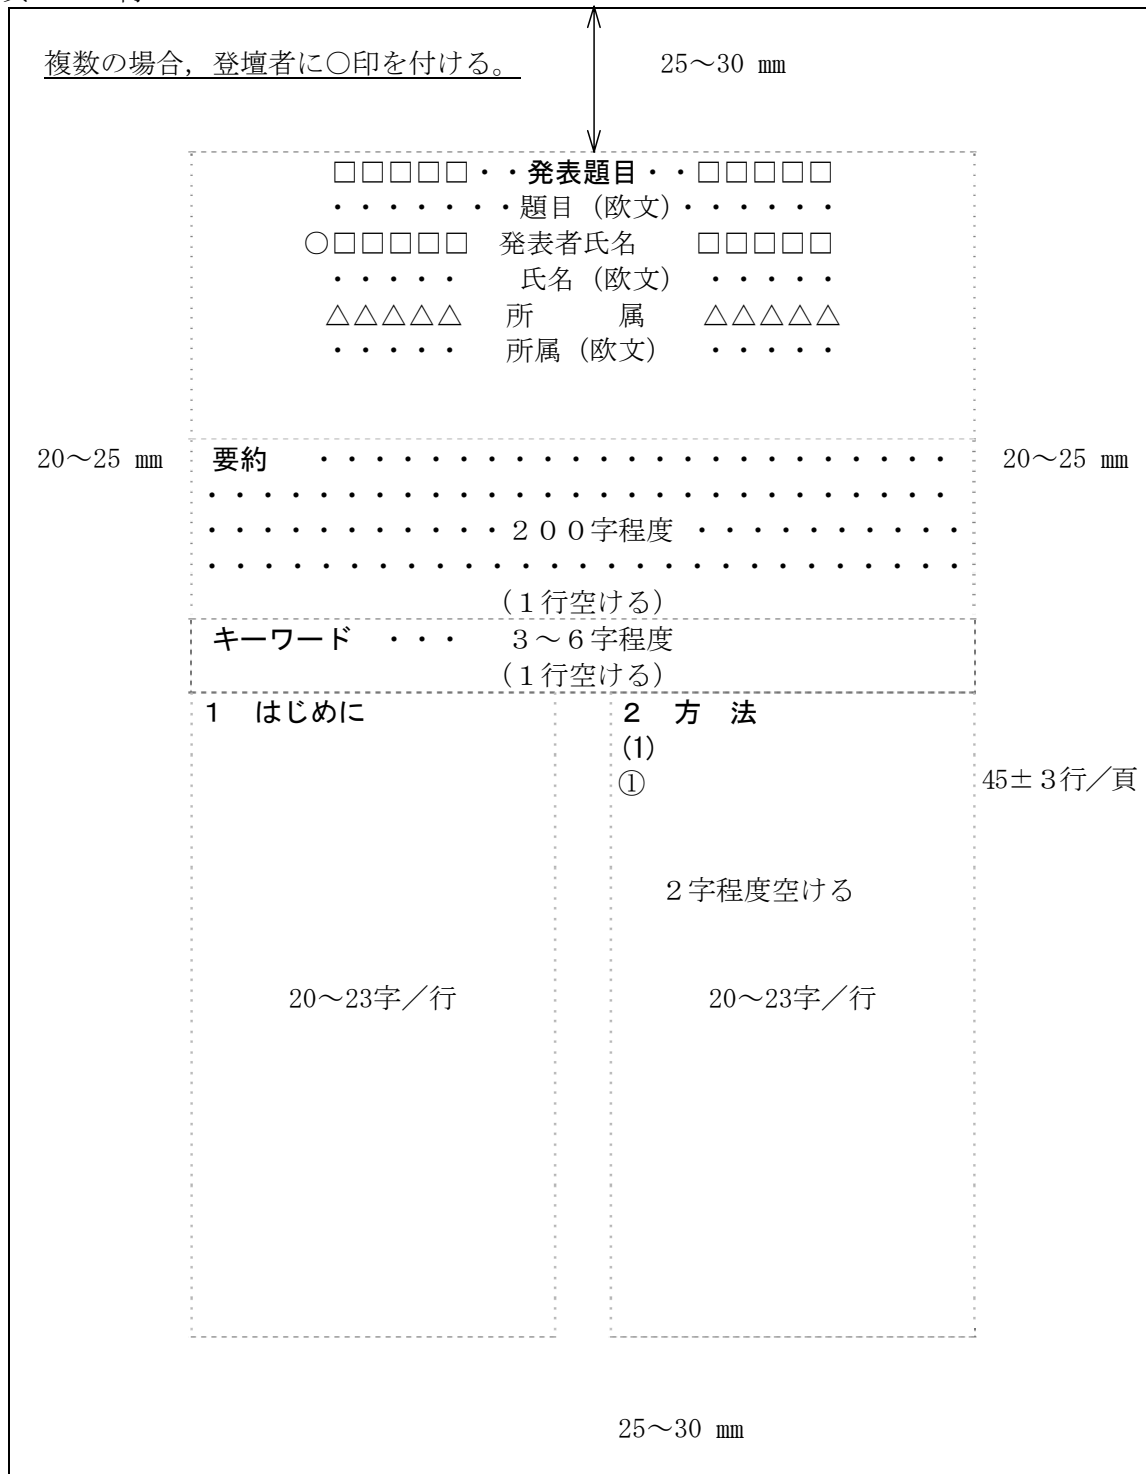 複数の場合，登壇者に○印を付ける。
25～30 mm
□□□□□・・発表題目・・□□□□□
・・・・・・・題目（欧文）・・・・・・
○□□□□□　発表者氏名　□□□□□
・・・・・　氏名（欧文）　・・・・・
△△△△△　所　　属　△△△△△
・・・・・　所属（欧文）　・・・・・
20～25 mm
要約　・・・・・・・・・・・・・・・・・・・・・・・
20～25 mm
・・・・・・・・・・・・・・・・・・・・・・・・・・・
・・・・・・・・・・・２００字程度・・・・・・・・・・
・・・・・・・・・・・・・・・・・・・・・・・・・・・
（１行空ける）
キーワード　・・・　３～６字程度
（１行空ける）
１　はじめに
２　方　法
(1)
①
45±３行／頁
２字程度空ける
20～23字／行
20～23字／行
25～30 mm